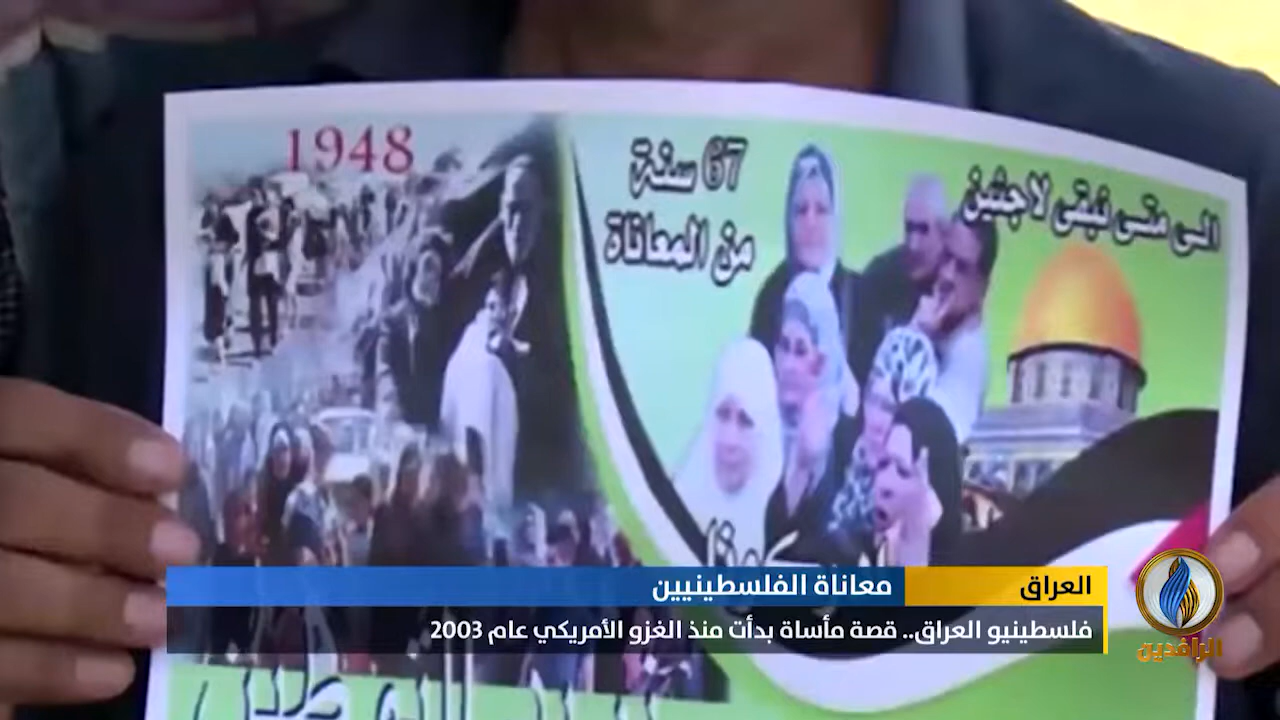 1948
67 سنة
من المعاناة
الى متى نبقى لاجئين
العراق
معاناة الفلسطينيين
فلسطينيو العراق.. قصة مأساة بدأت منذ الغزو الأمريكي عام 2003
الرافدين